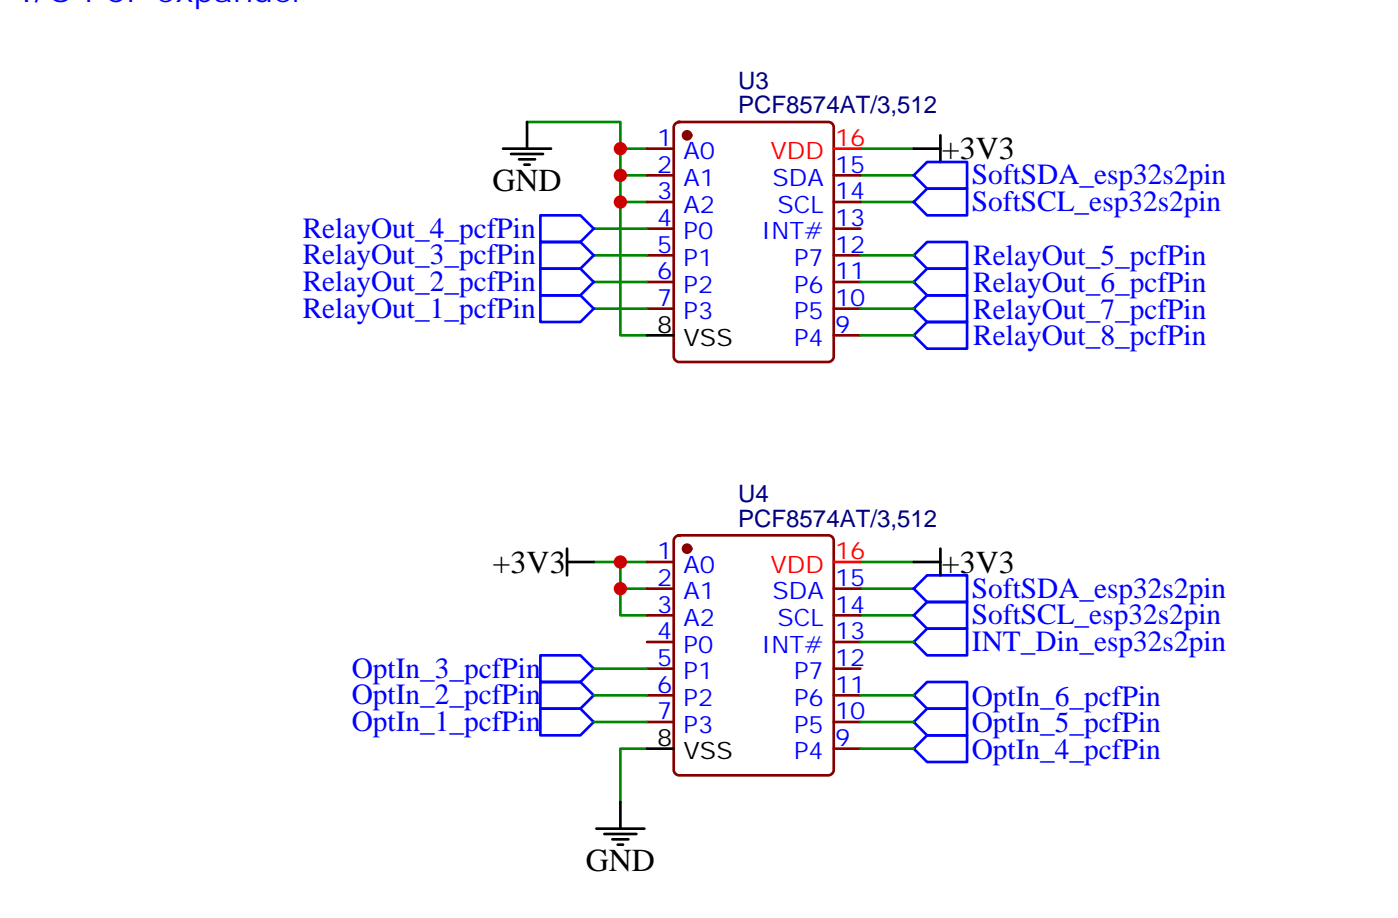 U3
PCF8574AT/3,512
1 A0 VDD 16 +3V3
2 A1 SDA 15 SoftSDA_esp32s2pin
GND
3 A2 SCL 14 SoftSCL_esp32s2pin
RelayOut_4_pcfPin 4 P0 INT# 13
RelayOut_3_pcfPin 5 P1 P7 12 RelayOut_5_pcfPin
RelayOut_2_pcfPin 6 P2 P6 11 RelayOut_6_pcfPin
RelayOut_1_pcfPin 7 P3 P5 10 RelayOut_7_pcfPin
8 VSS P4 9 RelayOut_8_pcfPin
U4
PCF8574AT/3,512
+3V3 1 A0 VDD 16 +3V3
2 A1 SDA 15 SoftSDA_esp32s2pin
3 A2 SCL 14 SoftSCL_esp32s2pin
4 P0 INT# 13 INT_Din_esp32s2pin
OptIn_3_pcfPin 5 P1 P7 12
OptIn_2_pcfPin 6 P2 P6 11 OptIn_6_pcfPin
OptIn_1_pcfPin 7 P3 P5 10 OptIn_5_pcfPin
8 VSS P4 9 OptIn_4_pcfPin
GND